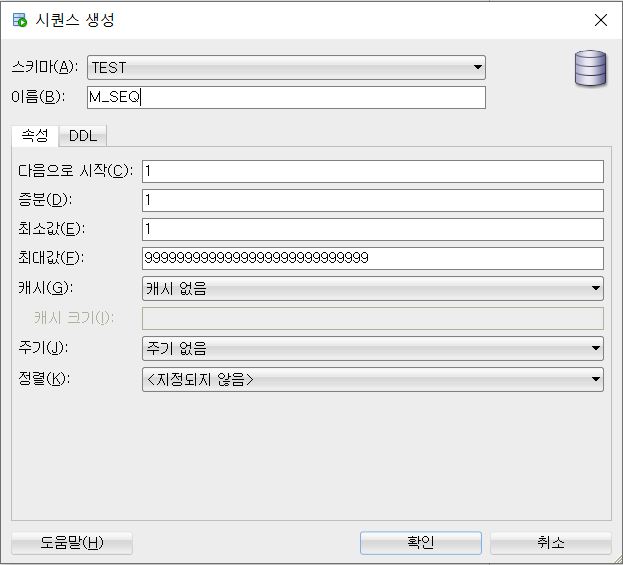 시퀀스 생성
스키마(A): TEST
이름(B): M_SEQ
속성 DDL
다음으로 시작(C): 1
증분(D): 1
최소값(E): 1
최대값(F): 9999999999999999999999999999
캐시(G): 캐시 없음
캐시 크기(I):
주기(J): 주기 없음
정렬(K): <지정되지 않음>
도움말(H) 확인 취소